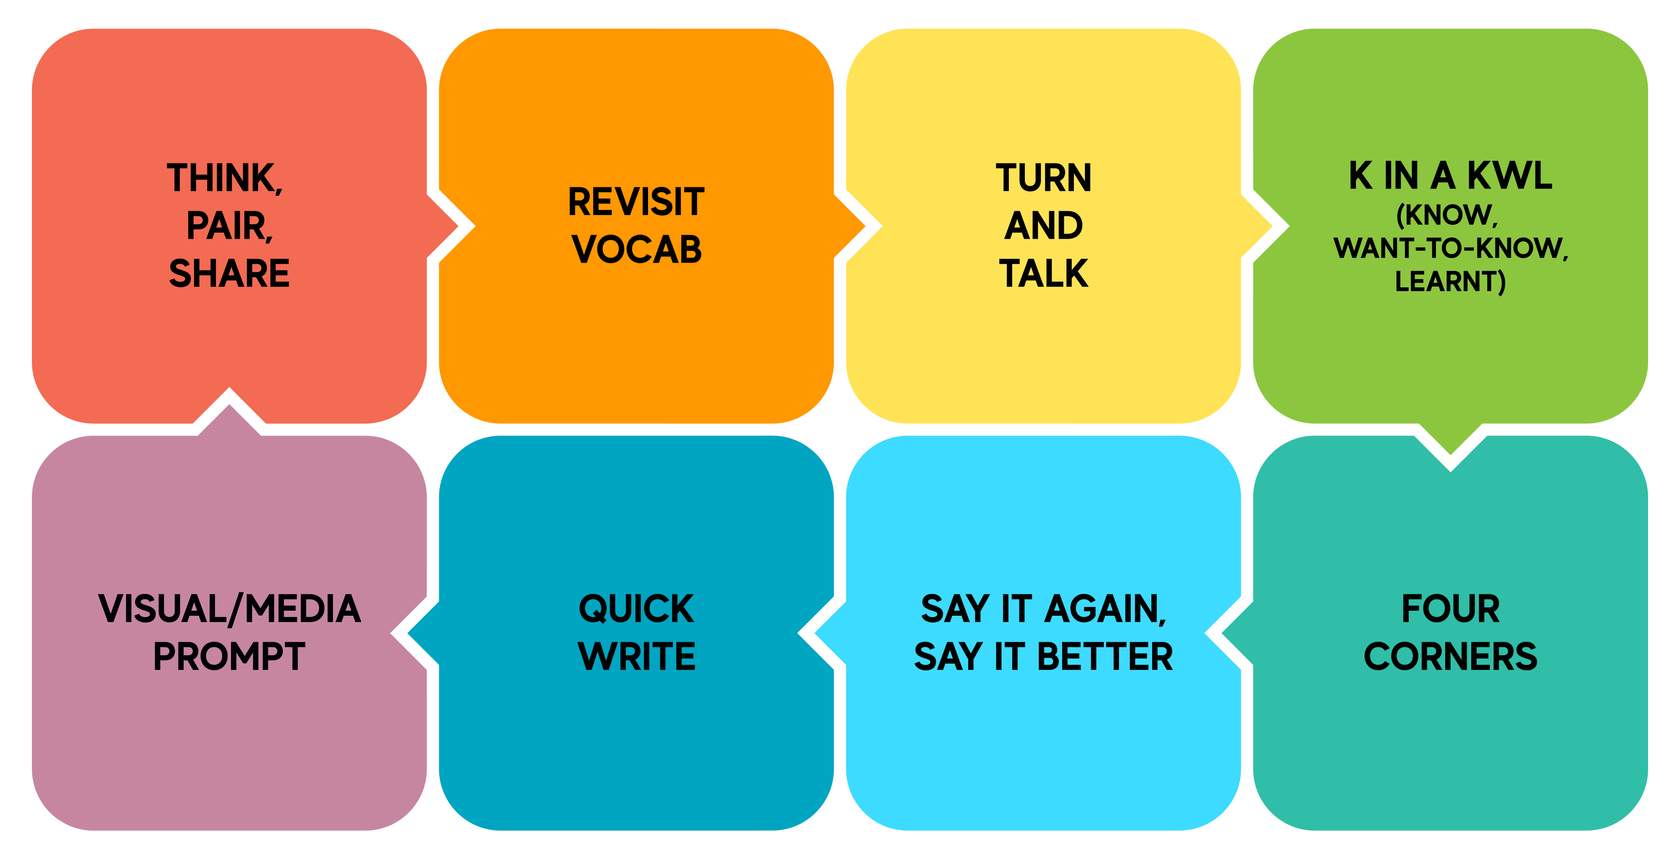 THINK,
PAIR,
SHARE
REVISIT
VOCAB
TURN
AND
TALK
K IN A KWL
(KNOW,
WANT-TO-KNOW,
LEARNT)
FOUR
CORNERS
SAY IT AGAIN,
SAY IT BETTER
QUICK
WRITE
VISUAL/MEDIA
PROMPT